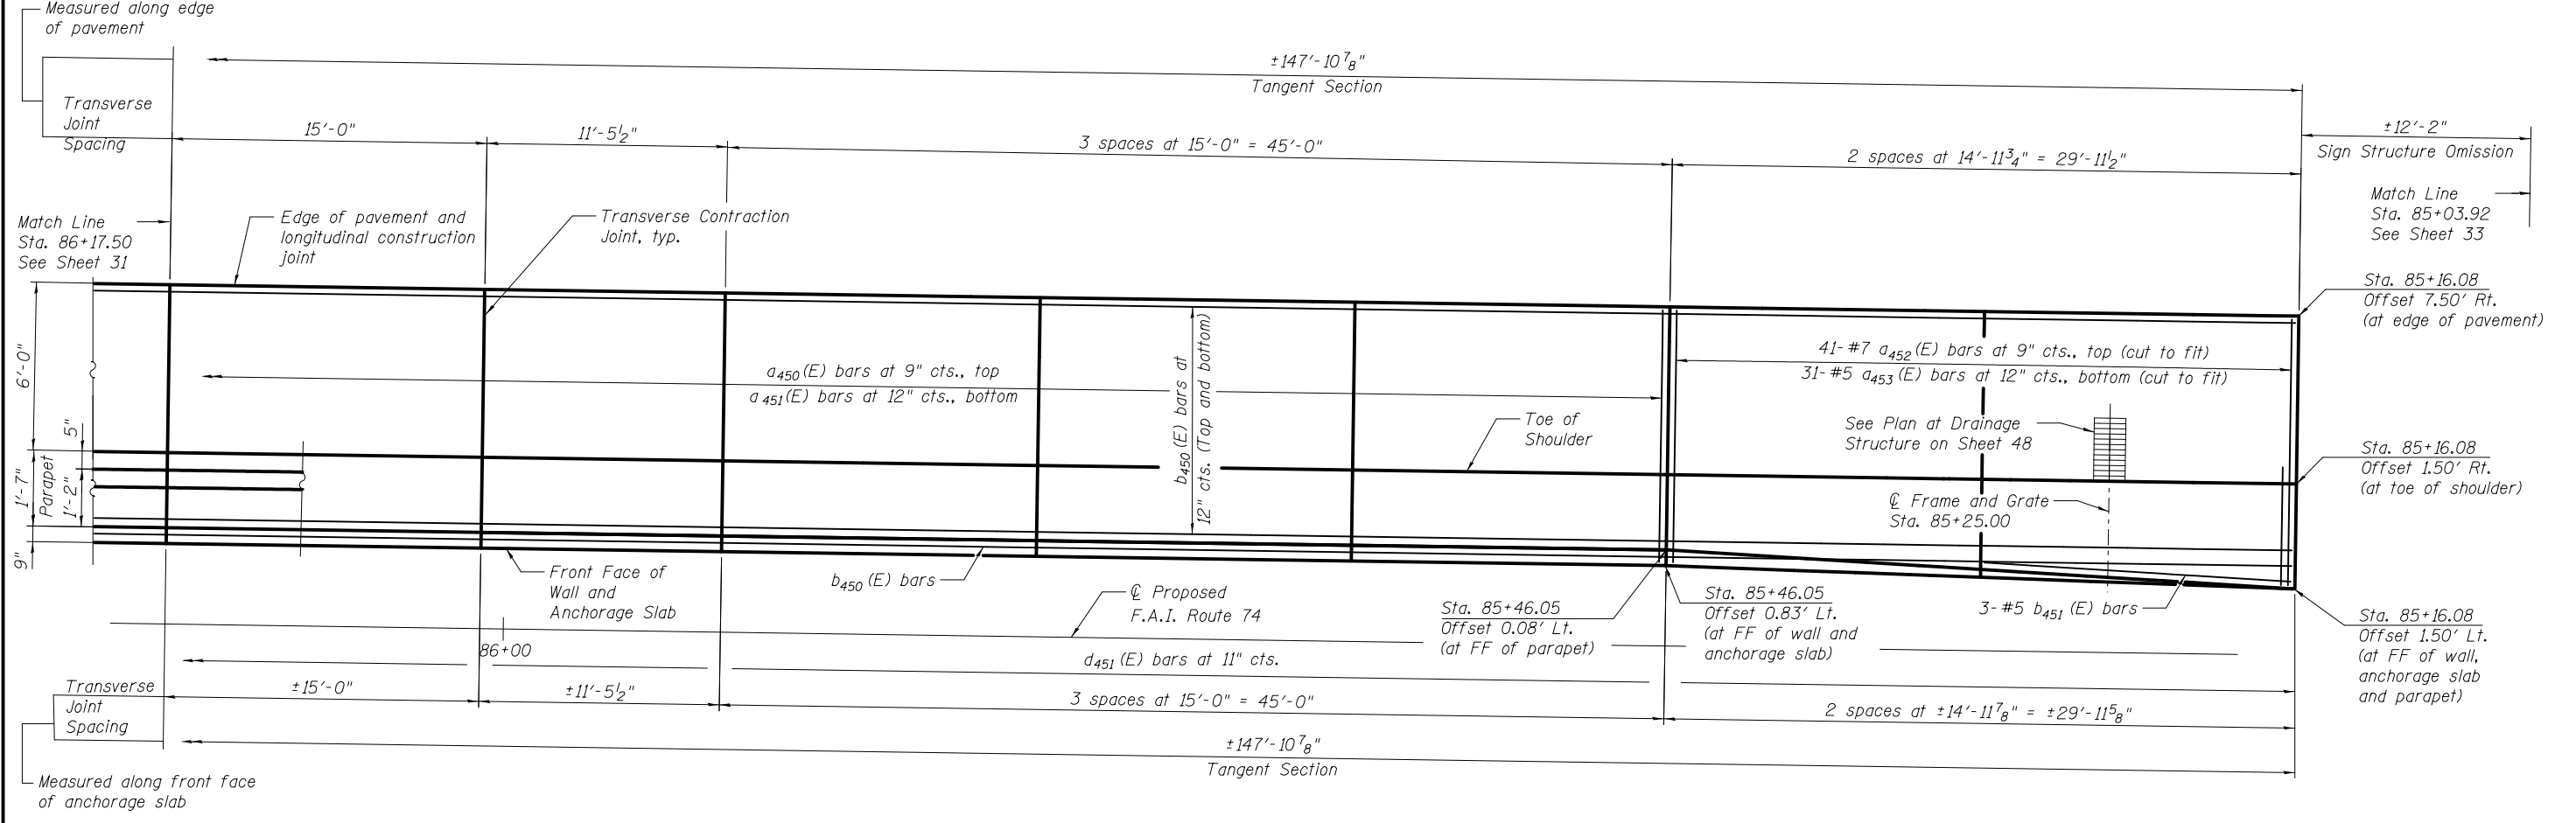 Measured along edge
of pavement
±147'-10 7/8"
Tangent Section
Transverse
Joint
Spacing
15'-0"
11'-5 1/2"
3 spaces at 15'-0" = 45'-0"
2 spaces at 14'-11 3/4" = 29'-11 1/2"
±12'-2"
Sign Structure Omission
Match Line
Sta. 86+17.50
See Sheet 31
Edge of pavement and
longitudinal construction
joint
Transverse Contraction
Joint, typ.
Match Line
Sta. 85+03.92
See Sheet 33
Sta. 85+16.08
Offset 7.50' Rt.
(at edge of pavement)
6'-0"
5"
1'-7"
Parapet
1'-2"
9"
a450(E) bars at 9" cts., top
a451(E) bars at 12" cts., bottom
b450(E) bars at
12" cts. (Top and bottom)
41-#7 a452(E) bars at 9" cts., top (cut to fit)
31-#5 a453(E) bars at 12" cts., bottom (cut to fit)
Toe of
Shoulder
See Plan at Drainage
Structure on Sheet 48
Sta. 85+16.08
Offset 1.50' Rt.
(at toe of shoulder)
℄ Frame and Grate
Sta. 85+25.00
Front Face of
Wall and
Anchorage Slab
b450(E) bars
℄ Proposed
F.A.I. Route 74
Sta. 85+46.05
Offset 0.08' Lt.
(at FF of parapet)
Sta. 85+46.05
Offset 0.83' Lt.
(at FF of wall and
anchorage slab)
3-#5 b451(E) bars
Sta. 85+16.08
Offset 1.50' Lt.
(at FF of wall,
anchorage slab
and parapet)
86+00
d451(E) bars at 11" cts.
Transverse
Joint
Spacing
±15'-0"
±11'-5 1/2"
3 spaces at 15'-0" = 45'-0"
2 spaces at ±14'-11 7/8" = ±29'-11 5/8"
±147'-10 7/8"
Tangent Section
Measured along front face
of anchorage slab